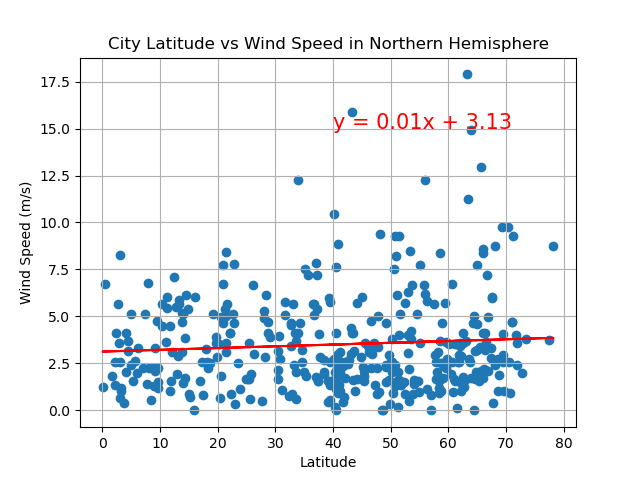 City Latitude vs Wind Speed in Northern Hemisphere
17.5
15.0
12.5
10.0
7.5
5.0
2.5
0.0
Wind Speed (m/s)
y = 0.01x + 3.13
0 10 20 30 40 50 60 70 80
Latitude